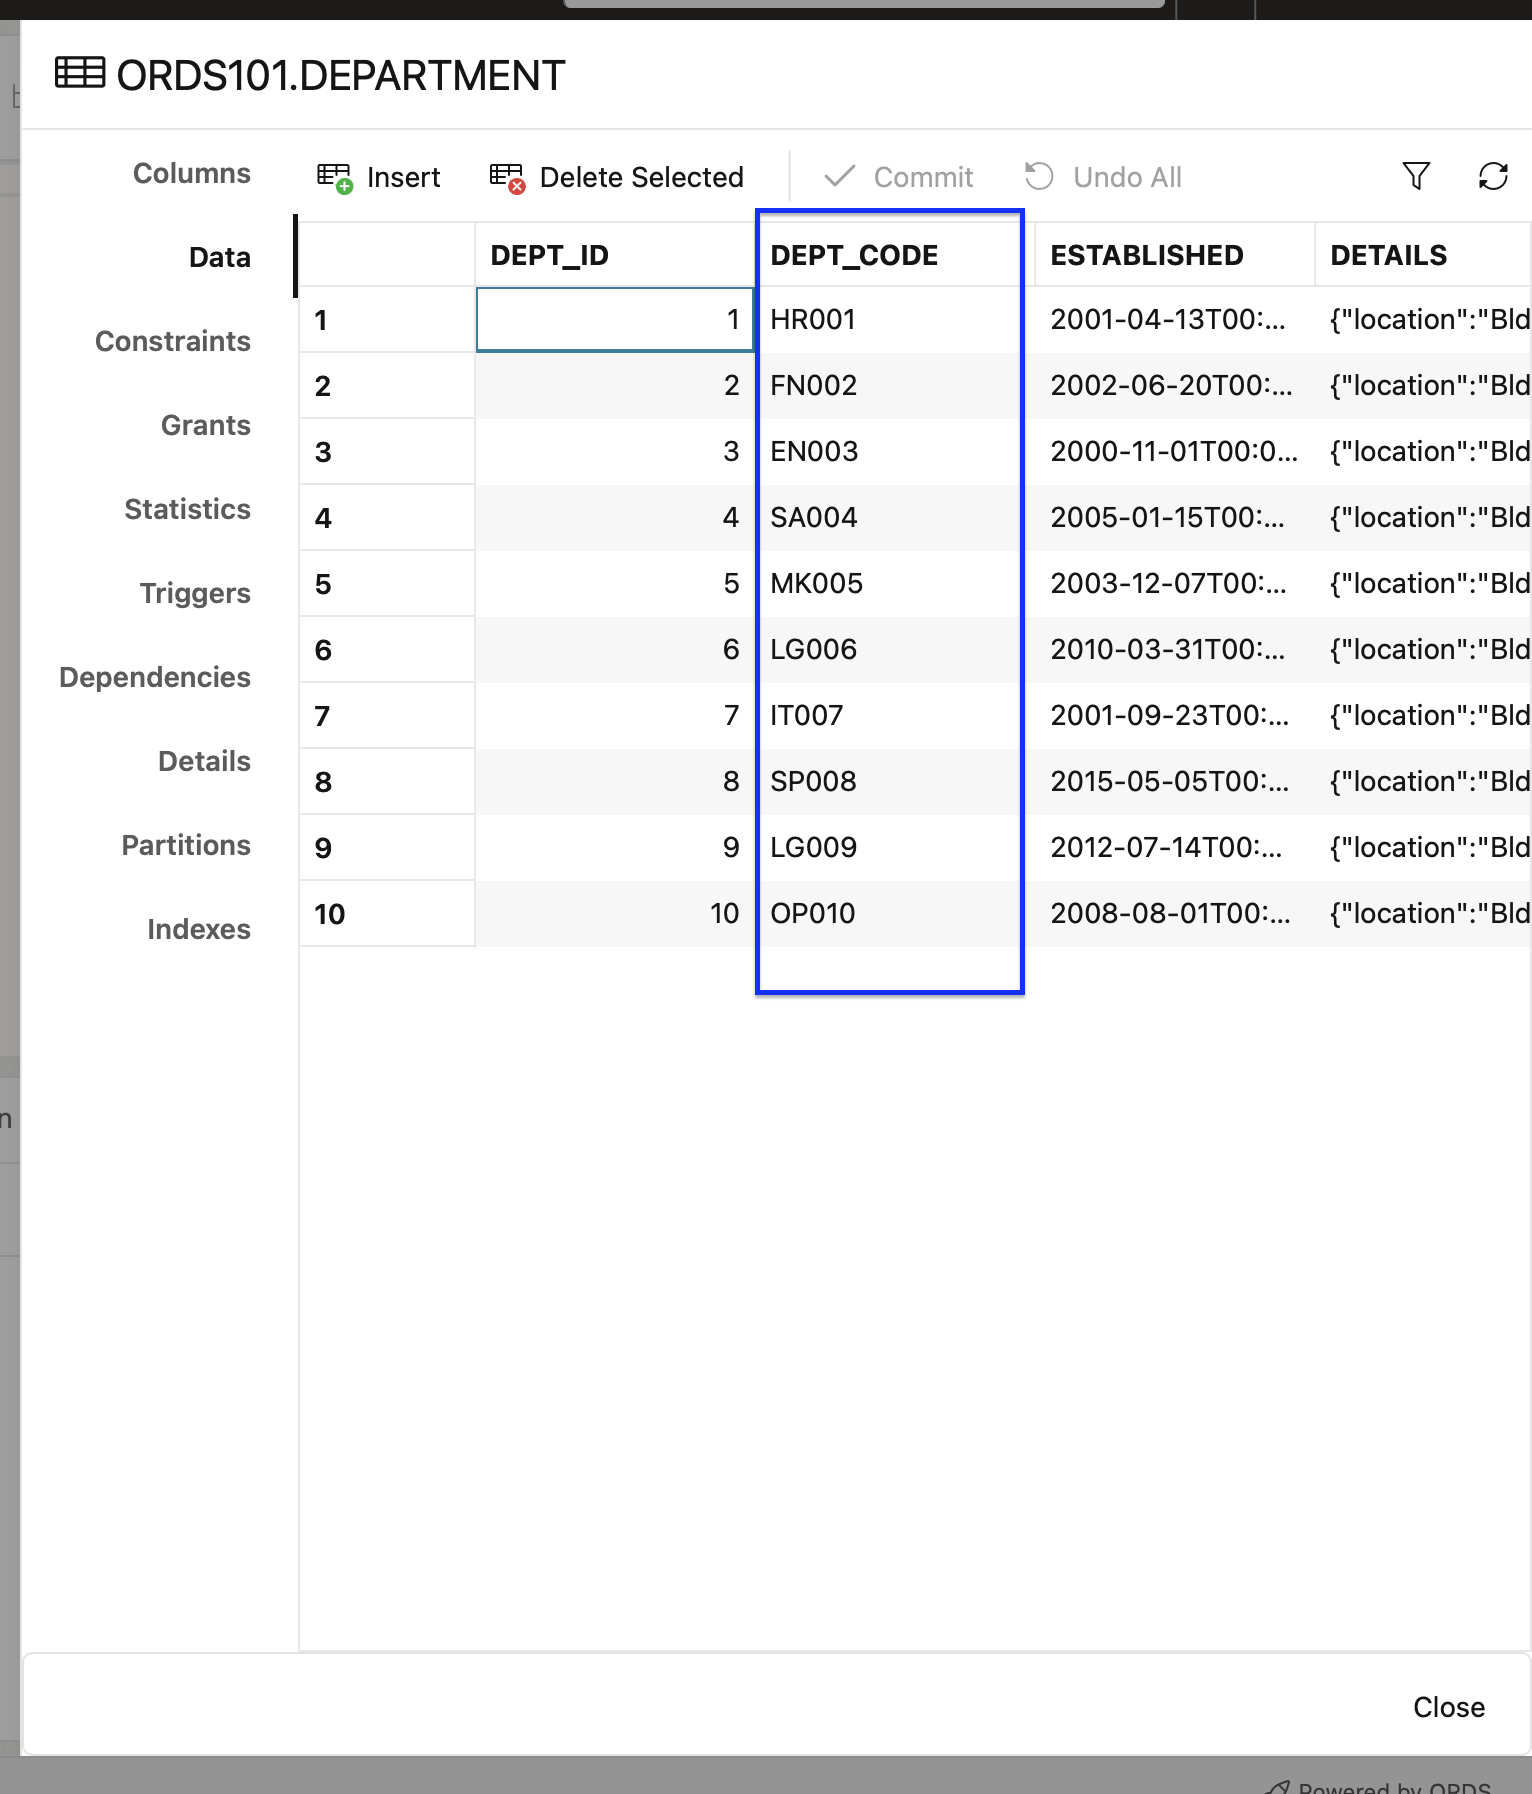 ORDS101.DEPARTMENT
Columns
Data
Constraints
Grants
Statistics
Triggers
Dependencies
Details
Partitions
Indexes
Insert Delete Selected Commit Undo All
DEPT_ID DEPT_CODE ESTABLISHED DETAILS
1 1 HR001 2001-04-13T00:... {"location":"Bld
2 2 FN002 2002-06-20T00:... {"location":"Bld
3 3 EN003 2000-11-01T00:0... {"location":"Bld
4 4 SA004 2005-01-15T00:... {"location":"Bld
5 5 MK005 2003-12-07T00:... {"location":"Bld
6 6 LG006 2010-03-31T00:... {"location":"Bld
7 7 IT007 2001-09-23T00:... {"location":"Bld
8 8 SP008 2015-05-05T00:... {"location":"Bld
9 9 LG009 2012-07-14T00:... {"location":"Bld
10 10 OP010 2008-08-01T00:... {"location":"Bld
n
Close
Powered by ORDS